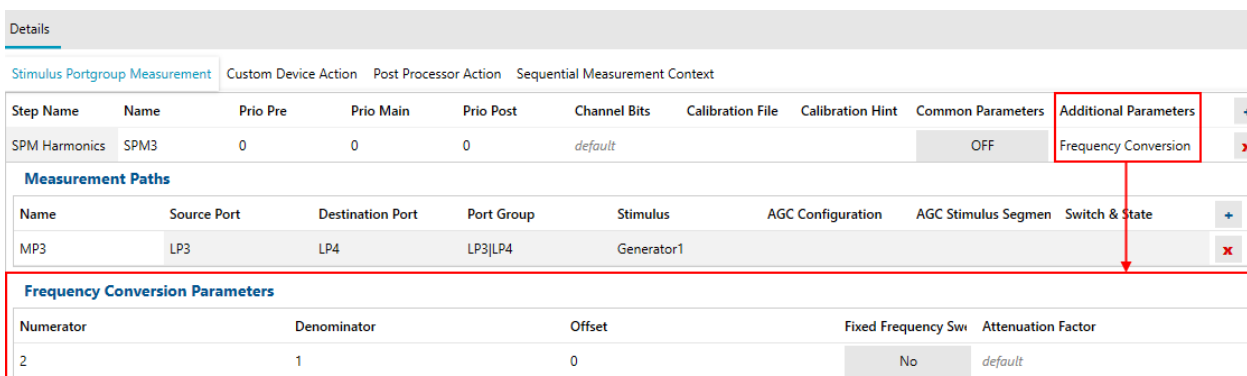 Details
Stimulus Portgroup Measurement Custom Device Action Post Processor Action Sequential Measurement Context
Step Name Name Prio Pre Prio Main Prio Post Channel Bits Calibration File Calibration Hint Common Parameters Additional Parameters +
SPM Harmonics SPM3 0 0 0 default OFF Frequency Conversion x
Measurement Paths
Name Source Port Destination Port Port Group Stimulus AGC Configuration AGC Stimulus Segmen Switch & State +
MP3 LP3 LP4 LP3|LP4 Generator1 x
Frequency Conversion Parameters
Numerator Denominator Offset Fixed Frequency Swe Attenuation Factor
2 1 0 No default